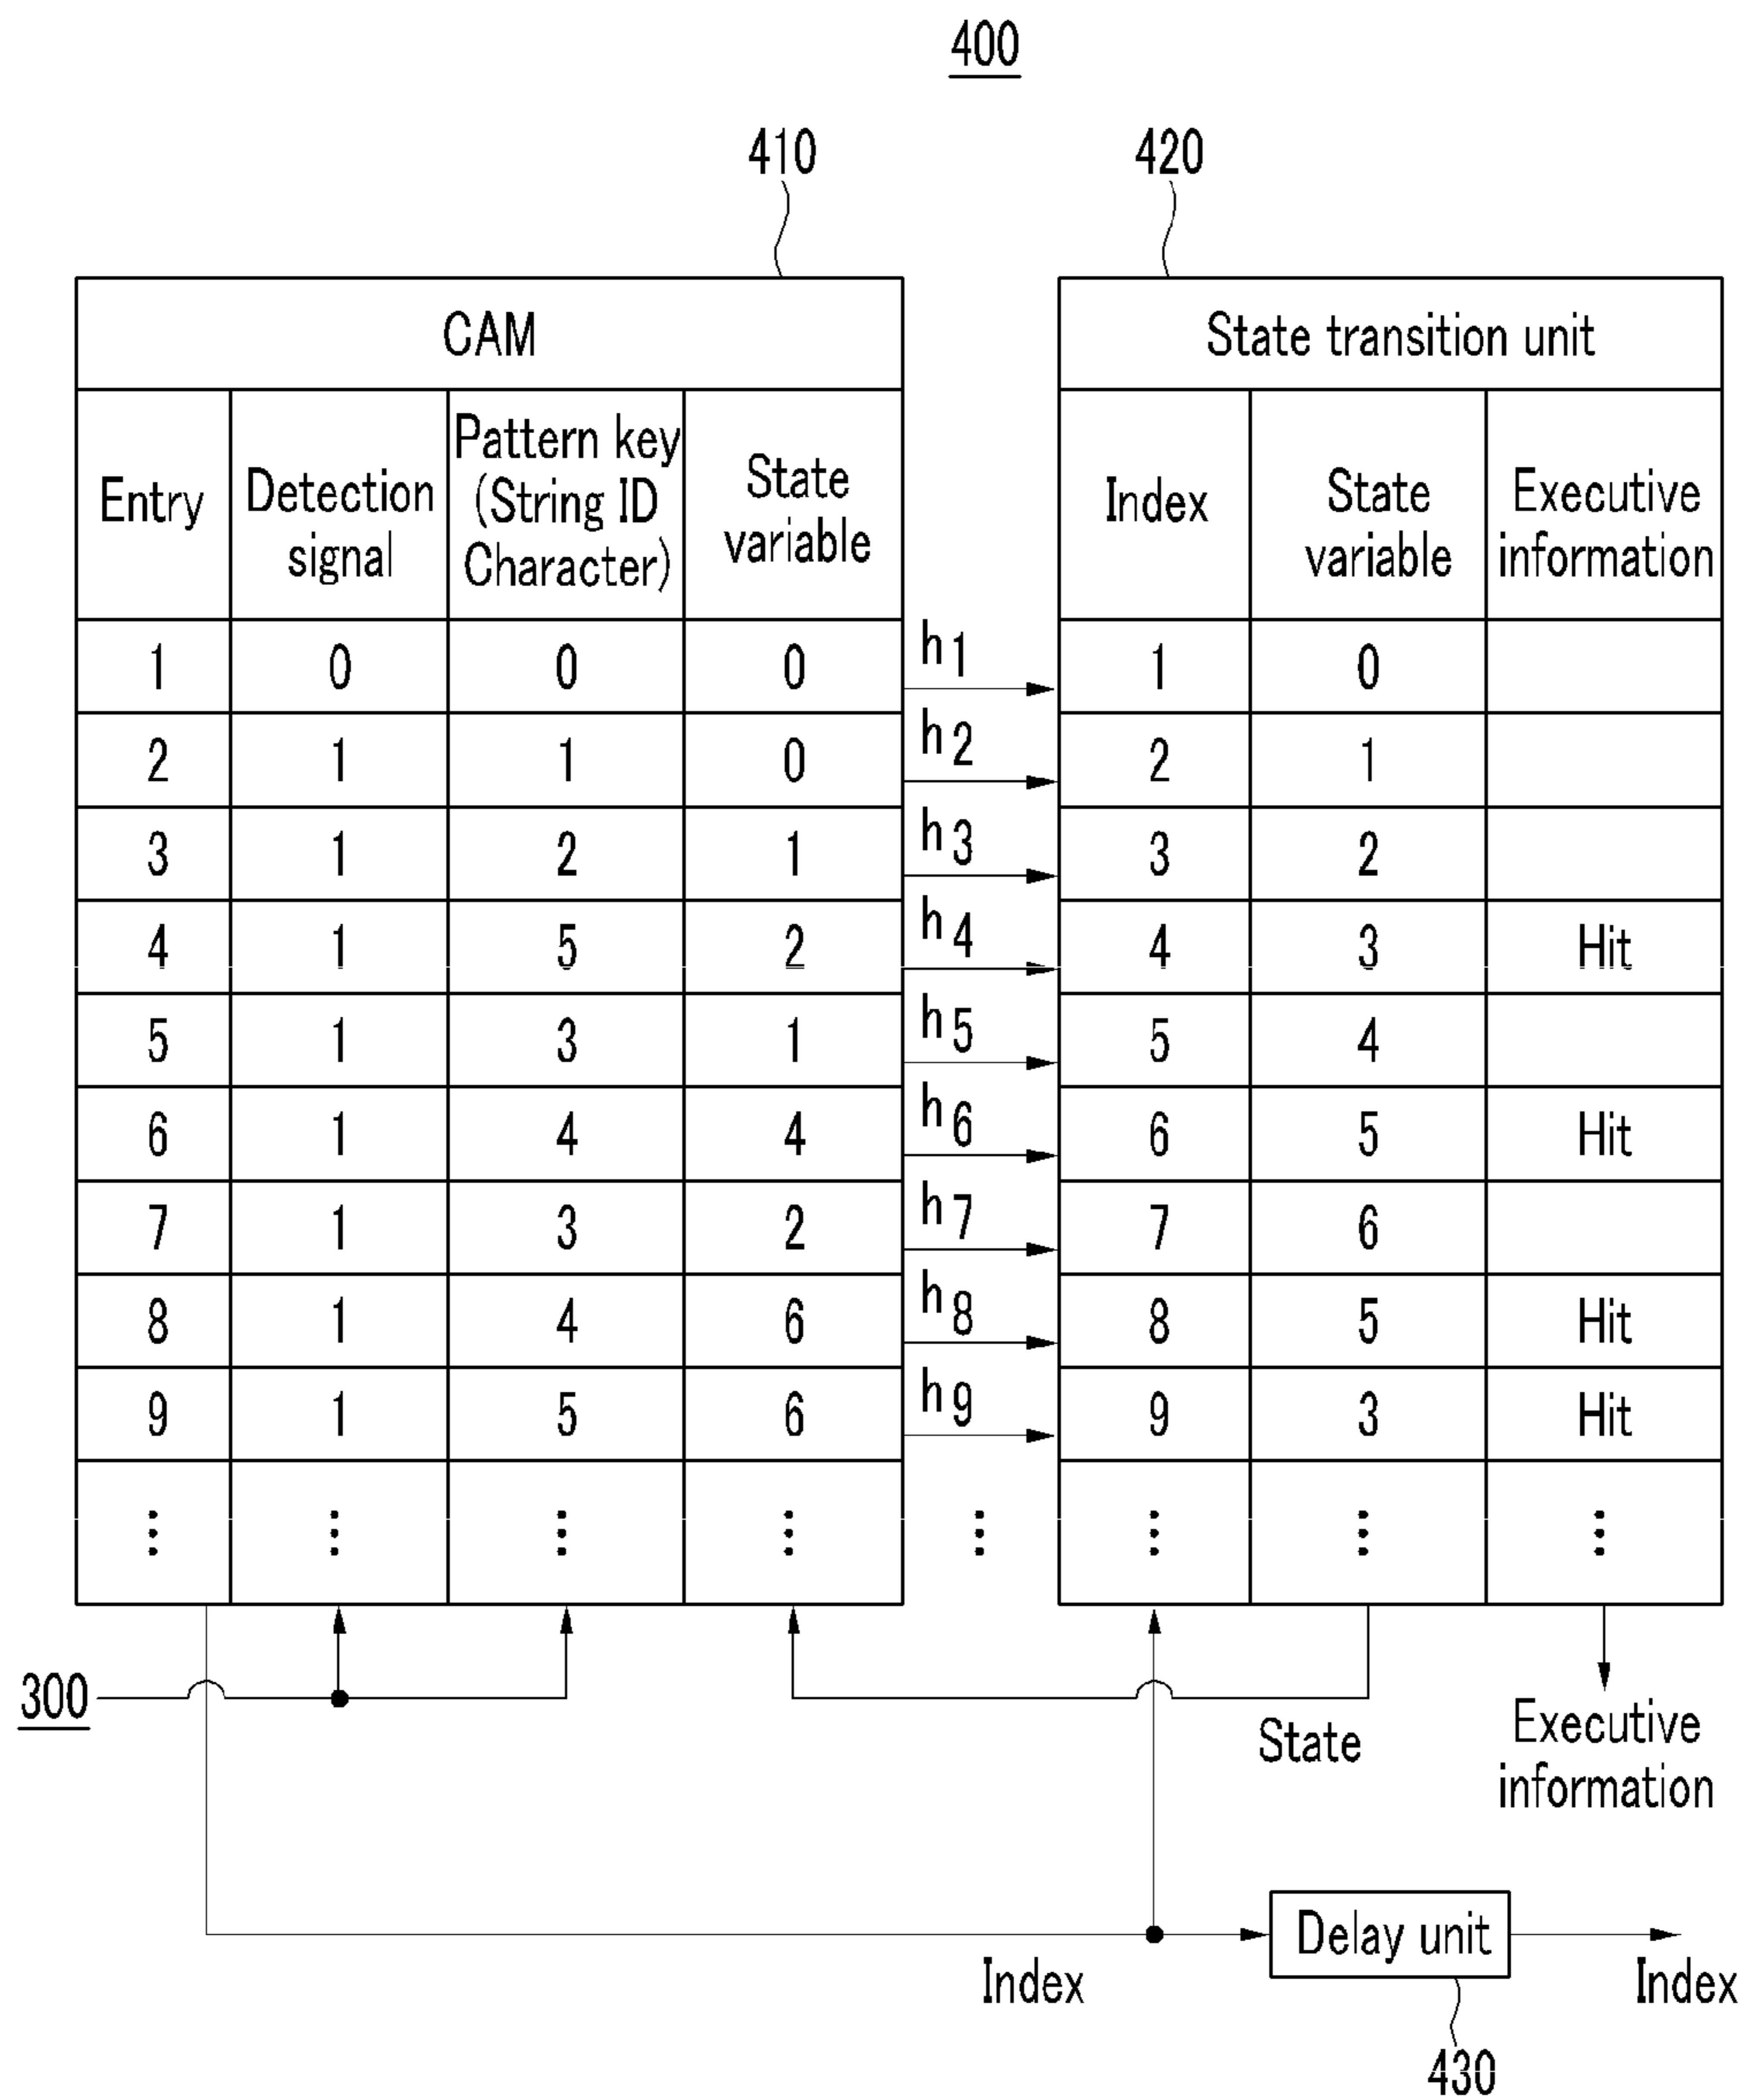 400
410 420
CAM
Entry Detection signal Pattern key (String ID Character) State variable
1 0 0 0
2 1 1 0
3 1 2 1
4 1 5 2
5 1 3 1
6 1 4 4
7 1 3 2
8 1 4 6
9 1 5 6
⋮ ⋮ ⋮ ⋮
h1
h2
h3
h4
h5
h6
h7
h8
h9
⋮
State transition unit
Index State variable Executive information
1 0
2 1
3 2
4 3 Hit
5 4
6 5 Hit
7 6
8 5 Hit
9 3 Hit
⋮ ⋮ ⋮
300
State
Executive
information
Index
Delay unit
Index
430